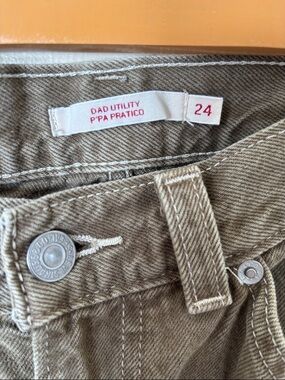 DAD UTILITY
P'PA PRATICO
24